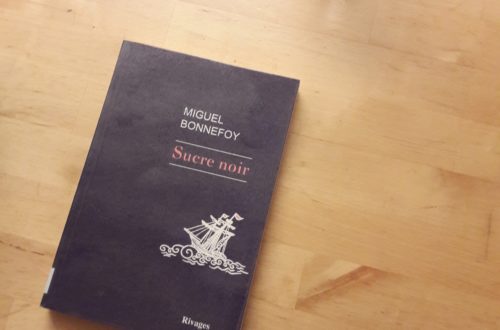 MIGUEL
BONNEFOY
Sucre noir
Rivages